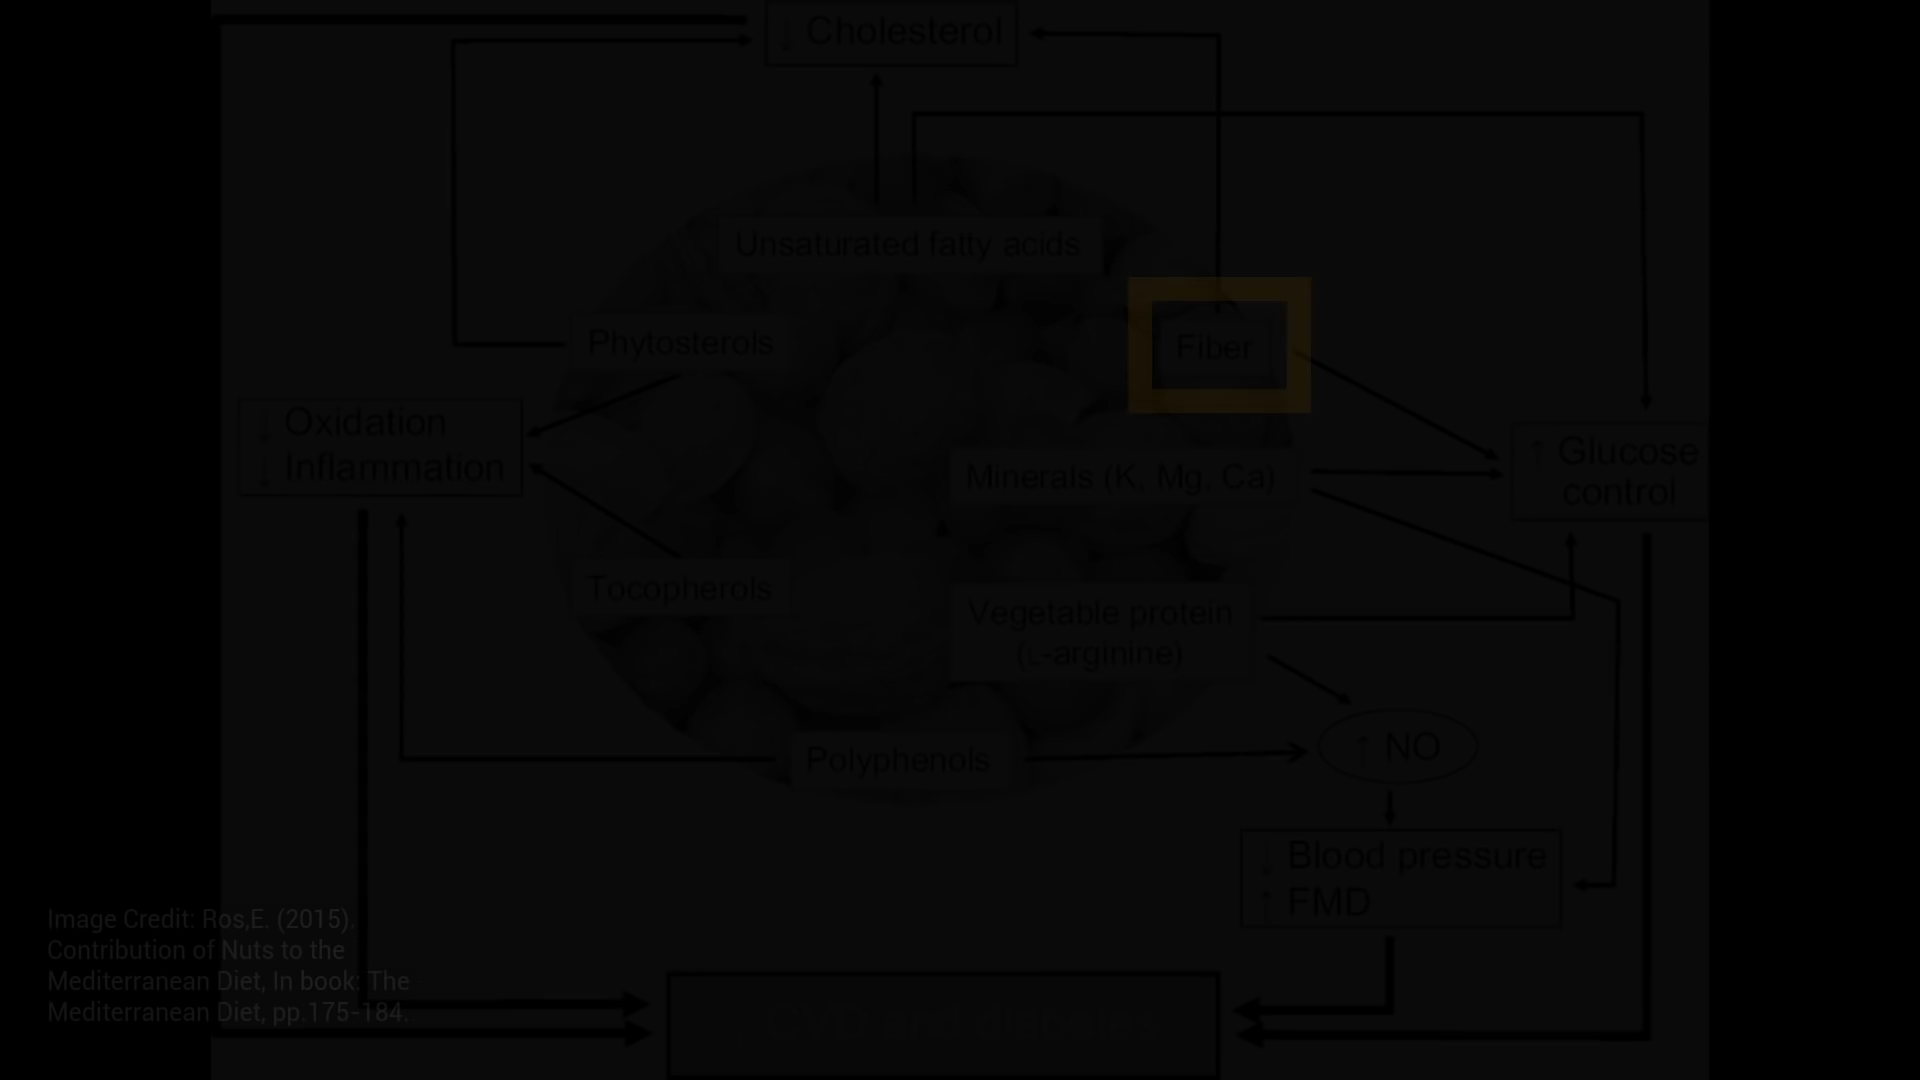 ↓ Cholesterol
Unsaturated fatty acids
Phytosterols
Fiber
↓ Oxidation
↓ Inflammation
Minerals (K, Mg, Ca)
↑ Glucose
control
Tocopherols
Vegetable protein
(L-arginine)
Polyphenols
↑ NO
↓ Blood pressure
↑ FMD
Image Credit: Ros,E. (2015).
Contribution of Nuts to the
Mediterranean Diet, In book: The
Mediterranean Diet, pp.175-184.